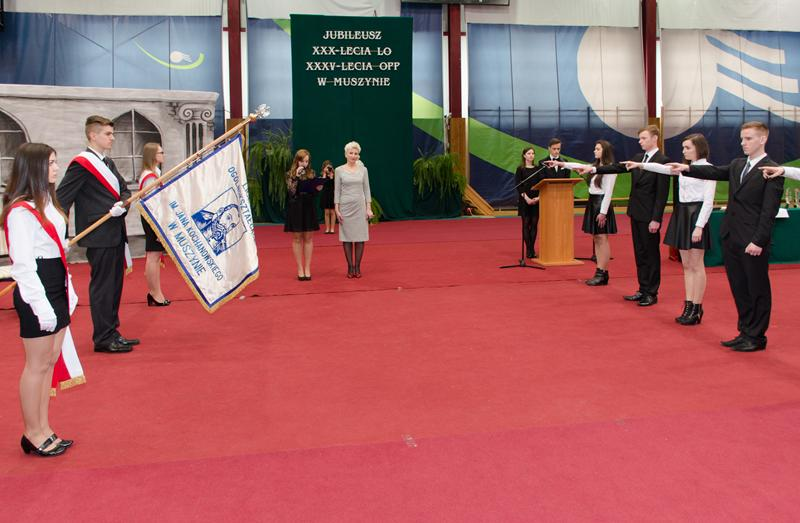 JUBILEUSZ
XXX-LECIA LO
XXXV-LECIA OPP
W MUSZYNIE
IM. JANA KOCHANOWSKIEGO
W MUSZYNIE